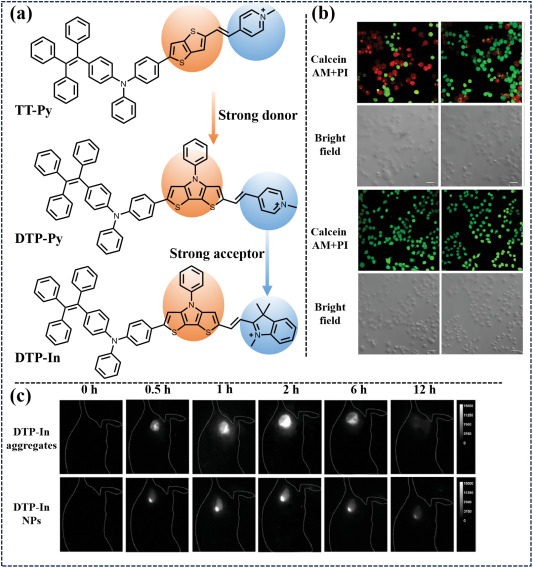 (a)
S
S
N
+
TT-Py
N
Strong donor
N
S
S
N
+
DTP-Py
N
Strong acceptor
N
S
S
N
+
DTP-In
N
(b)
Calcein
AM+PI
Bright
field
Calcein
AM+PI
Bright
field
(c)
0 h 0.5 h 1 h 2 h 6 h 12 h
DTP-In
aggregates
DTP-In
NPs